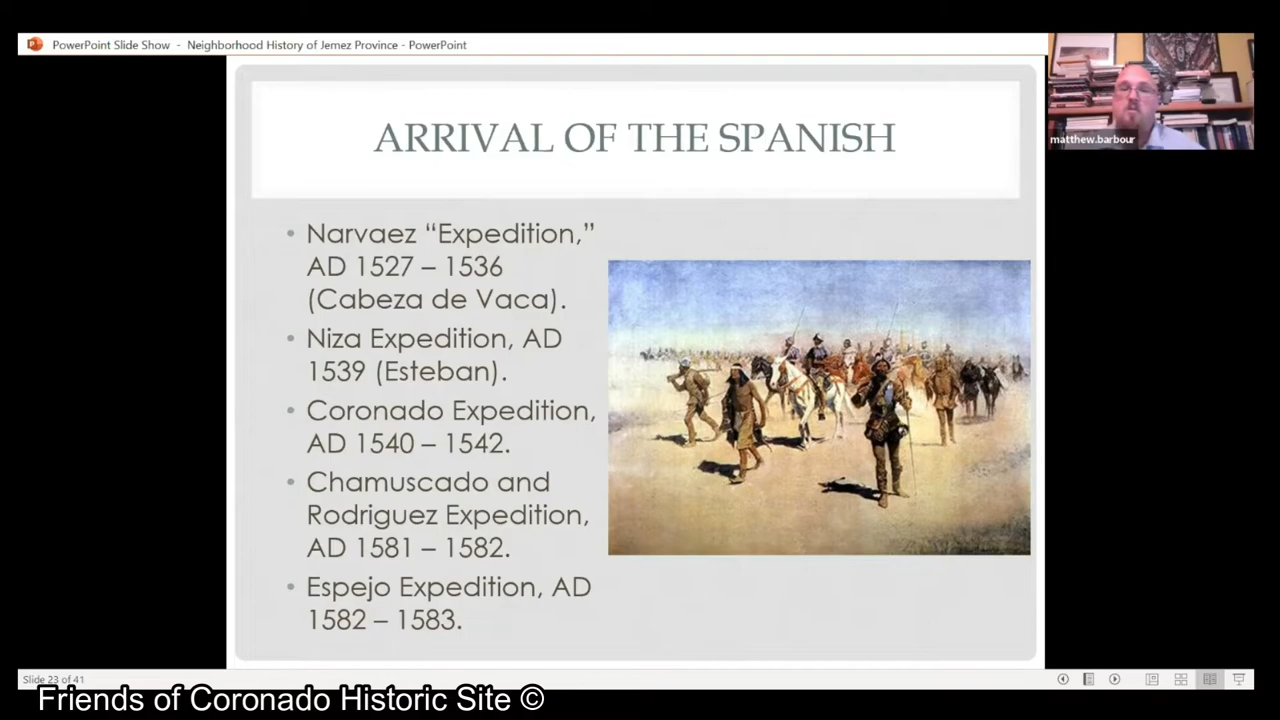 PowerPoint Slide Show - Neighborhood History of Jemez Province - PowerPoint
matthew.barbour
ARRIVAL OF THE SPANISH
• Narvaez “Expedition,”
AD 1527 – 1536
(Cabeza de Vaca).
• Niza Expedition, AD
1539 (Esteban).
• Coronado Expedition,
AD 1540 – 1542.
• Chamuscado and
Rodriguez Expedition,
AD 1581 – 1582.
• Espejo Expedition, AD
1582 – 1583.
Slide 23 of 41
Friends of Coronado Historic Site ©